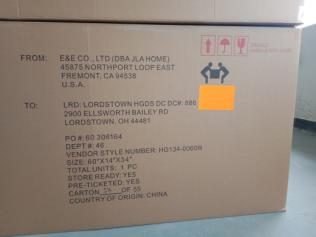 FROM: E&E CO., LTD (DBA JLA HOME)
45875 NORTHPORT LOOP EAST
FREMONT, CA 94538
U.S.A.
TO: LRD: LORDSTOWN HGDS DC DC#: 886
2900 ELLSWORTH BAILEY RD
LORDSTOWN, OH 44481
PO #: 60 306164
DEPT #: 46
VENDOR STYLE NUMBER: HG134-0060R
SIZE: 60"X14"X34"
TOTAL UNITS: 1 PC
STORE READY: YES
PRE-TICKETED: YES
CARTON OF 55
COUNTRY OF ORIGIN: CHINA